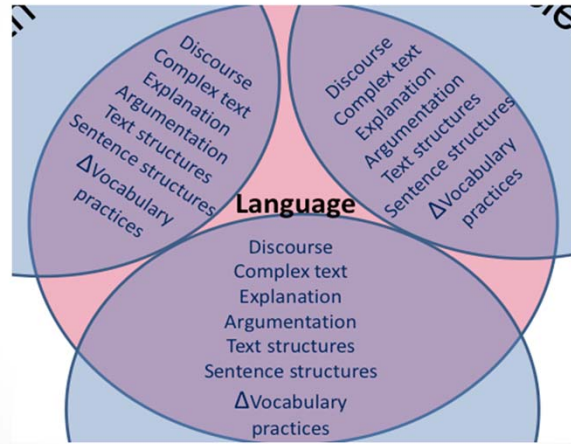 Discourse
Complex text
Explanation
Argumentation
Text structures
Sentence structures
ΔVocabulary
practices
Discourse
Complex text
Explanation
Argumentation
Text structures
Sentence structures
ΔVocabulary
practices
Language
Discourse
Complex text
Explanation
Argumentation
Text structures
Sentence structures
ΔVocabulary
practices